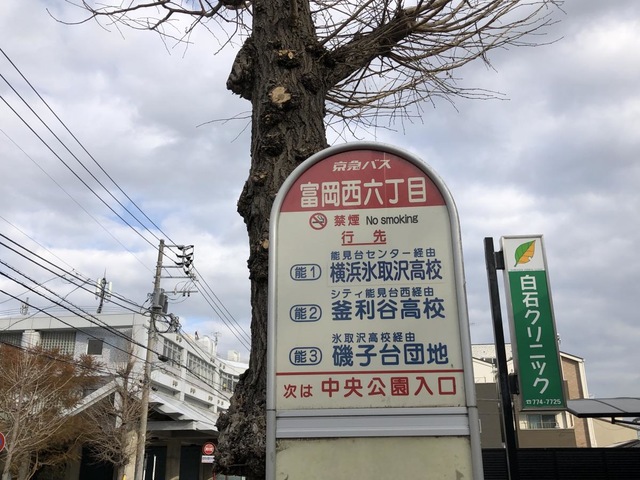 京急バス
富岡西六丁目
禁煙 No smoking
行先
能見台センター経由
能1 横浜氷取沢高校
シティ能見台西経由
能2 釜利谷高校
氷取沢高校経由
能3 磯子台団地
次は 中央公園入口
白石クリニック
☎774-7725